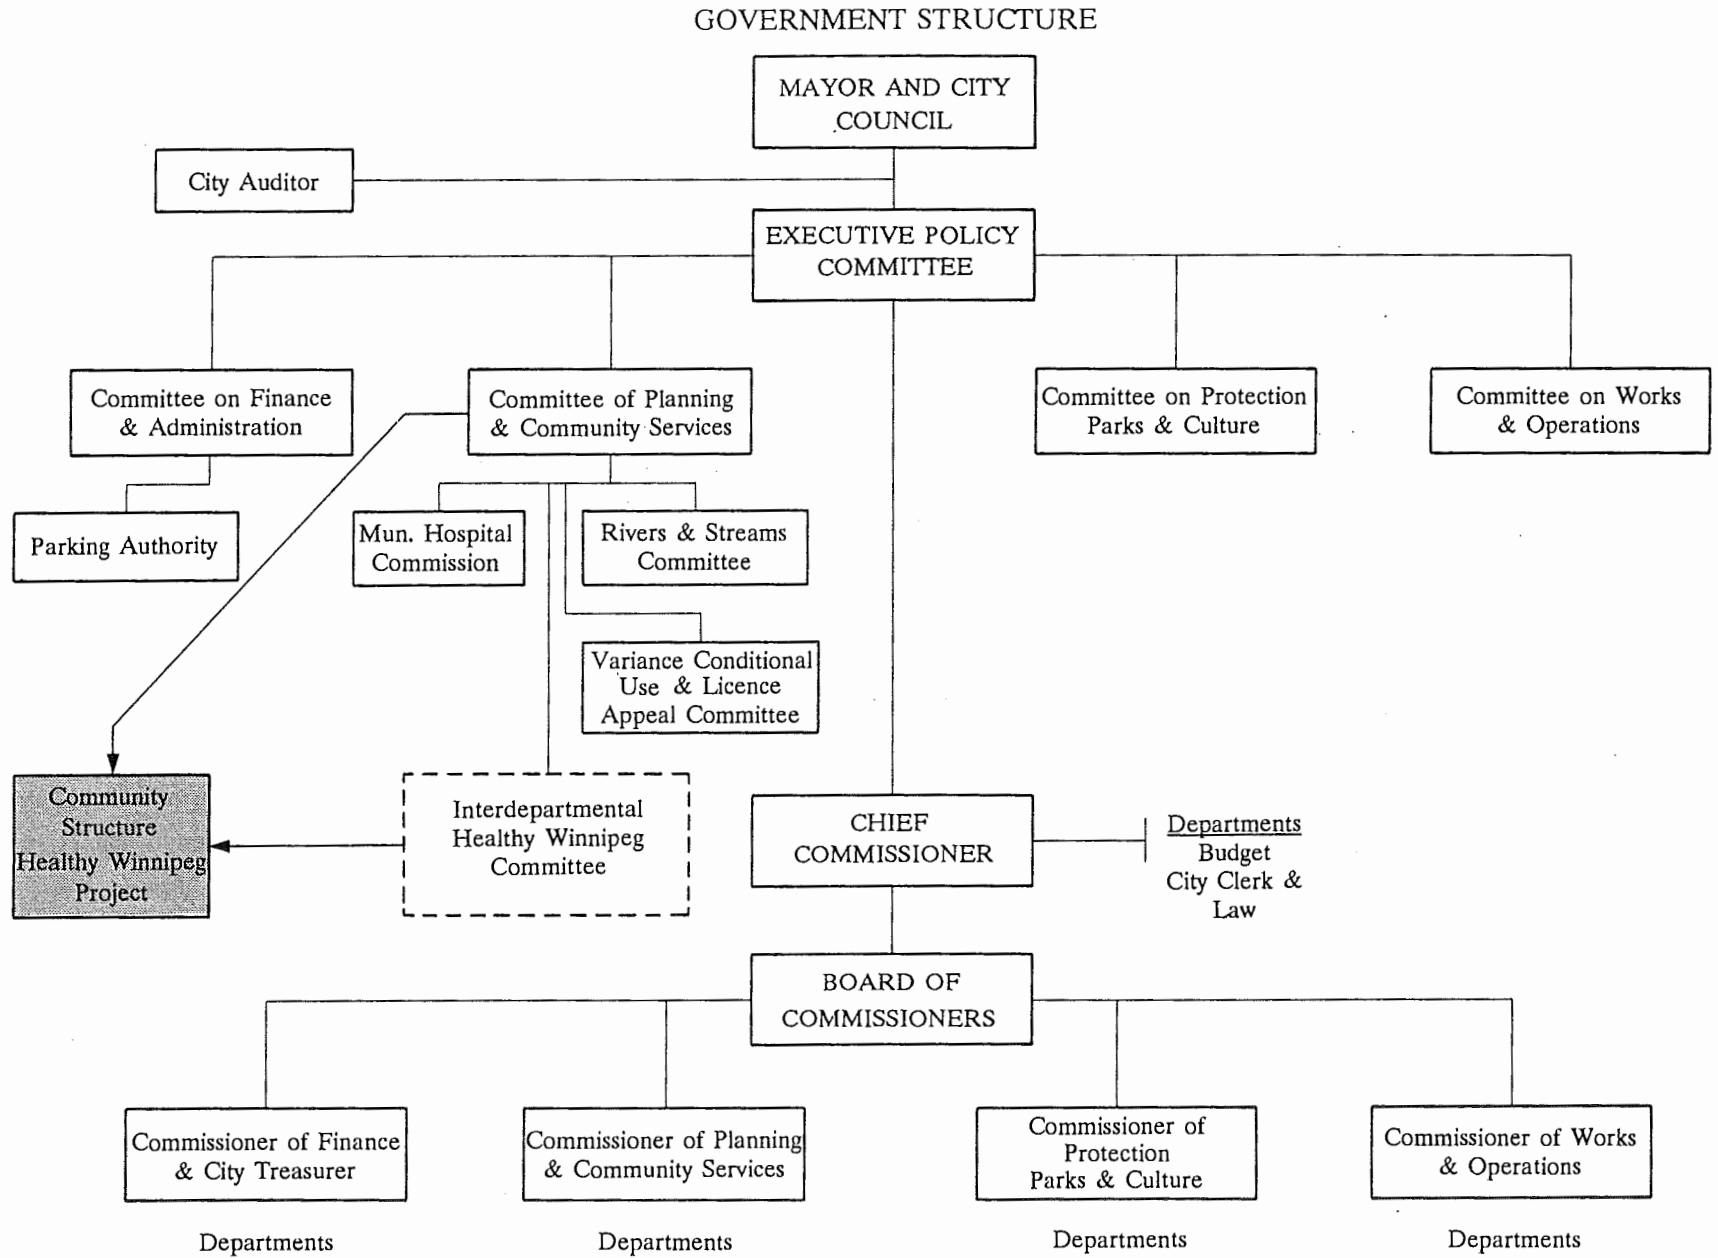 GOVERNMENT STRUCTURE
MAYOR AND CITY
COUNCIL
City Auditor
EXECUTIVE POLICY
COMMITTEE
Committee on Finance
& Administration
Committee of Planning
& Community Services
Committee on Protection
Parks & Culture
Committee on Works
& Operations
Parking Authority
Mun. Hospital
Commission
Rivers & Streams
Committee
Variance Conditional
Use & Licence
Appeal Committee
Community
Structure
Healthy Winnipeg
Project
Interdepartmental
Healthy Winnipeg
Committee
CHIEF
COMMISSIONER
Departments
Budget
City Clerk &
Law
BOARD OF
COMMISSIONERS
Commissioner of Finance
& City Treasurer
Commissioner of Planning
& Community Services
Commissioner of
Protection
Parks & Culture
Commissioner of Works
& Operations
Departments
Departments
Departments
Departments